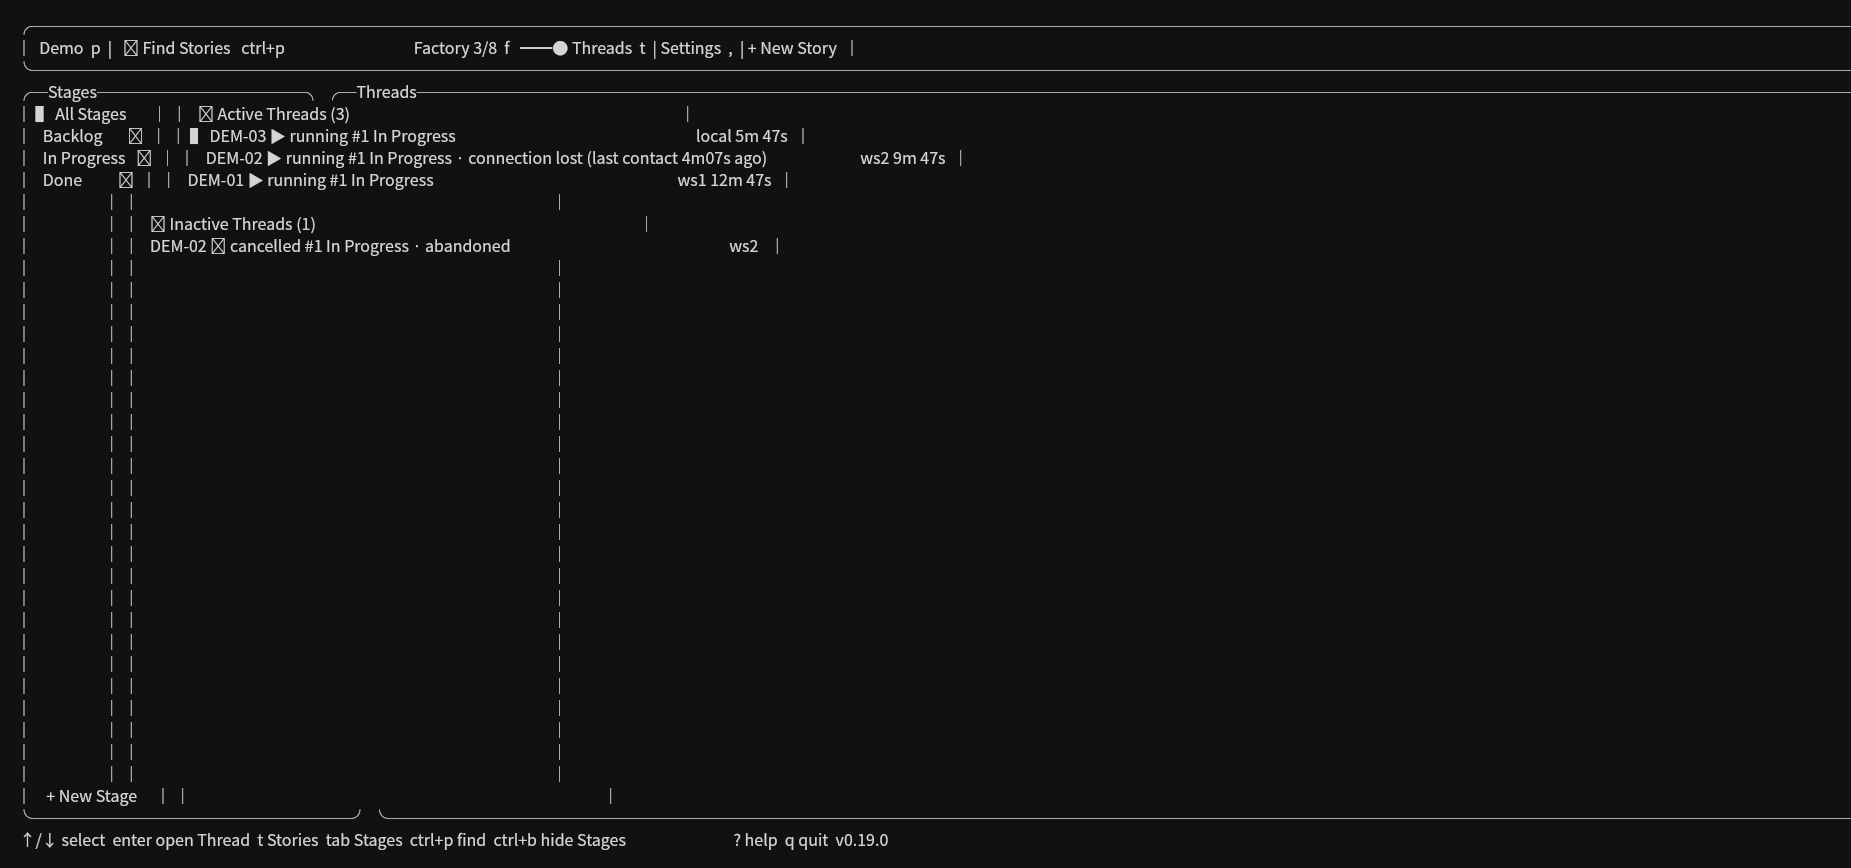 Demo p | Find Stories ctrl+p Factory 3/8 f ──● Threads t | Settings , | + New Story |
Stages Threads
All Stages | | Active Threads (3) |
| Backlog | | DEM-03 ▶ running #1 In Progress local 5m 47s |
| In Progress | | DEM-02 ▶ running #1 In Progress · connection lost (last contact 4m07s ago) ws2 9m 47s |
| Done | | DEM-01 ▶ running #1 In Progress ws1 12m 47s |
| | | Inactive Threads (1) |
| | | DEM-02 cancelled #1 In Progress · abandoned ws2 |
| + New Stage | | |
↑/↓ select enter open Thread t Stories tab Stages ctrl+p find ctrl+b hide Stages ? help q quit v0.19.0